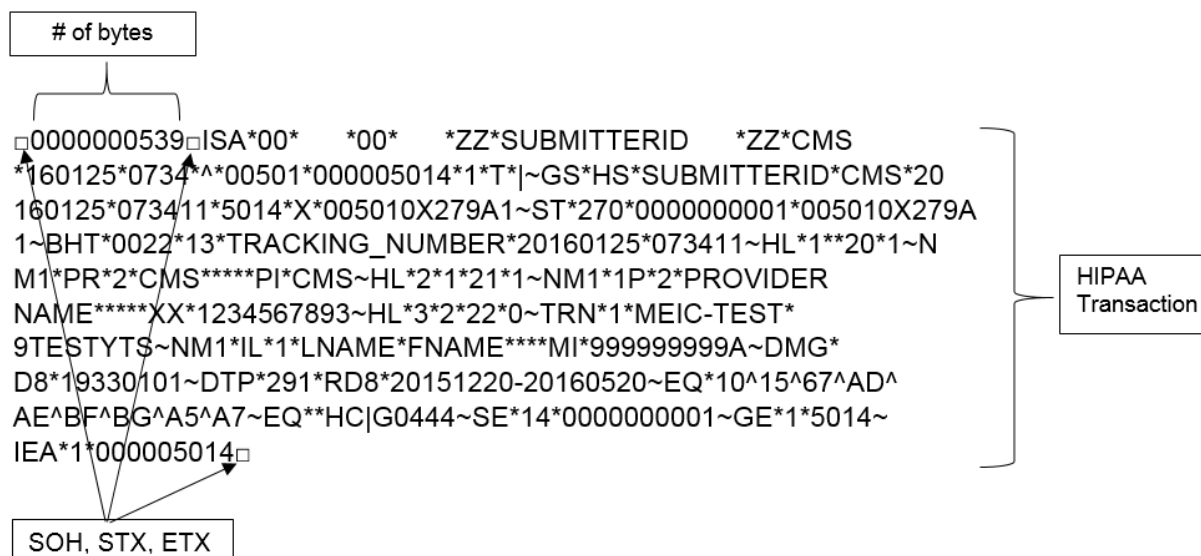 # of bytes
□0000000539□ISA*00*     *00*     *ZZ*SUBMITTERID     *ZZ*CMS
*160125*0734*^*00501*000005014*1*T*|~GS*HS*SUBMITTERID*CMS*20
160125*073411*5014*X*005010X279A1~ST*270*0000000001*005010X279A
1~BHT*0022*13*TRACKING_NUMBER*20160125*073411~HL*1**20*1~N
M1*PR*2*CMS*****PI*CMS~HL*2*1*21*1~NM1*1P*2*PROVIDER
NAME*****XX*1234567893~HL*3*2*22*0~TRN*1*MEIC-TEST*
9TESTYTS~NM1*IL*1*LNAME*FNAME****MI*999999999A~DMG*
D8*19330101~DTP*291*RD8*20151220-20160520~EQ*10^15^67^AD^
AE^BF^BG^A5^A7~EQ**HC|G0444~SE*14*0000000001~GE*1*5014~
IEA*1*000005014□
HIPAA
Transaction
SOH, STX, ETX